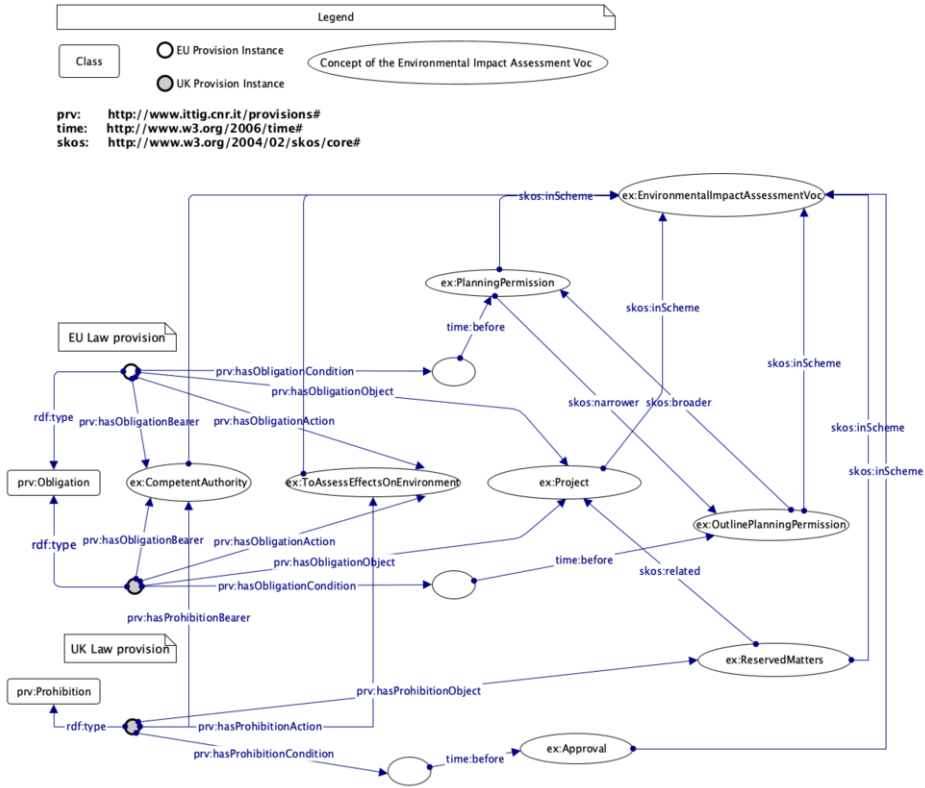 Legend
Class
EU Provision Instance
UK Provision Instance
Concept of the Environmental Impact Assessment Voc
prv: http://www.ittig.cnr.it/provisions#
time: http://www.w3.org/2006/time#
skos: http://www.w3.org/2004/02/skos/core#
skos:inScheme
ex:EnvironmentalImpactAssessmentVoc
ex:PlanningPermission
skos:inScheme
time:before
EU Law provision
skos:inScheme
prv:hasObligationCondition
prv:hasObligationObject
skos:narrower
skos:broader
rdf:type
prv:hasObligationBearer
prv:hasObligationAction
skos:inScheme
skos:inScheme
prv:Obligation
ex:CompetentAuthority
ex:ToAssessEffectsOnEnvironment
ex:Project
ex:OutlinePlanningPermission
rdf:type
prv:hasObligationBearer
prv:hasObligationAction
prv:hasObligationObject
time:before
skos:related
prv:hasObligationCondition
prv:hasProhibitionBearer
UK Law provision
ex:ReservedMatters
prv:Prohibition
prv:hasProhibitionObject
rdf:type
prv:hasProhibitionAction
prv:hasProhibitionCondition
time:before
ex:Approval